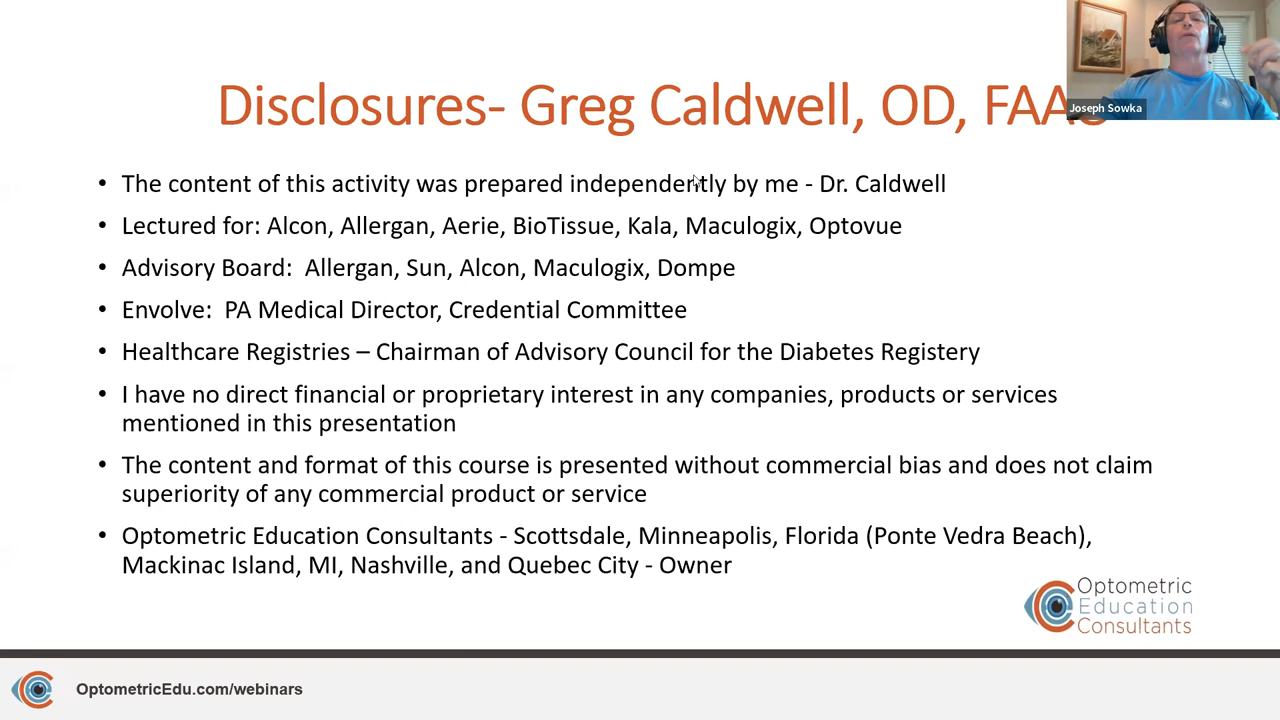 Disclosures- Greg Caldwell, OD, FAAO
Joseph Sowka
• The content of this activity was prepared independently by me - Dr. Caldwell
• Lectured for: Alcon, Allergan, Aerie, BioTissue, Kala, Maculogix, Optovue
• Advisory Board:  Allergan, Sun, Alcon, Maculogix, Dompe
• Envolve:  PA Medical Director, Credential Committee
• Healthcare Registries – Chairman of Advisory Council for the Diabetes Registery
• I have no direct financial or proprietary interest in any companies, products or services
mentioned in this presentation
• The content and format of this course is presented without commercial bias and does not claim
superiority of any commercial product or service
• Optometric Education Consultants - Scottsdale, Minneapolis, Florida (Ponte Vedra Beach),
Mackinac Island, MI, Nashville, and Quebec City - Owner
Optometric
Education
Consultants
OptometricEdu.com/webinars